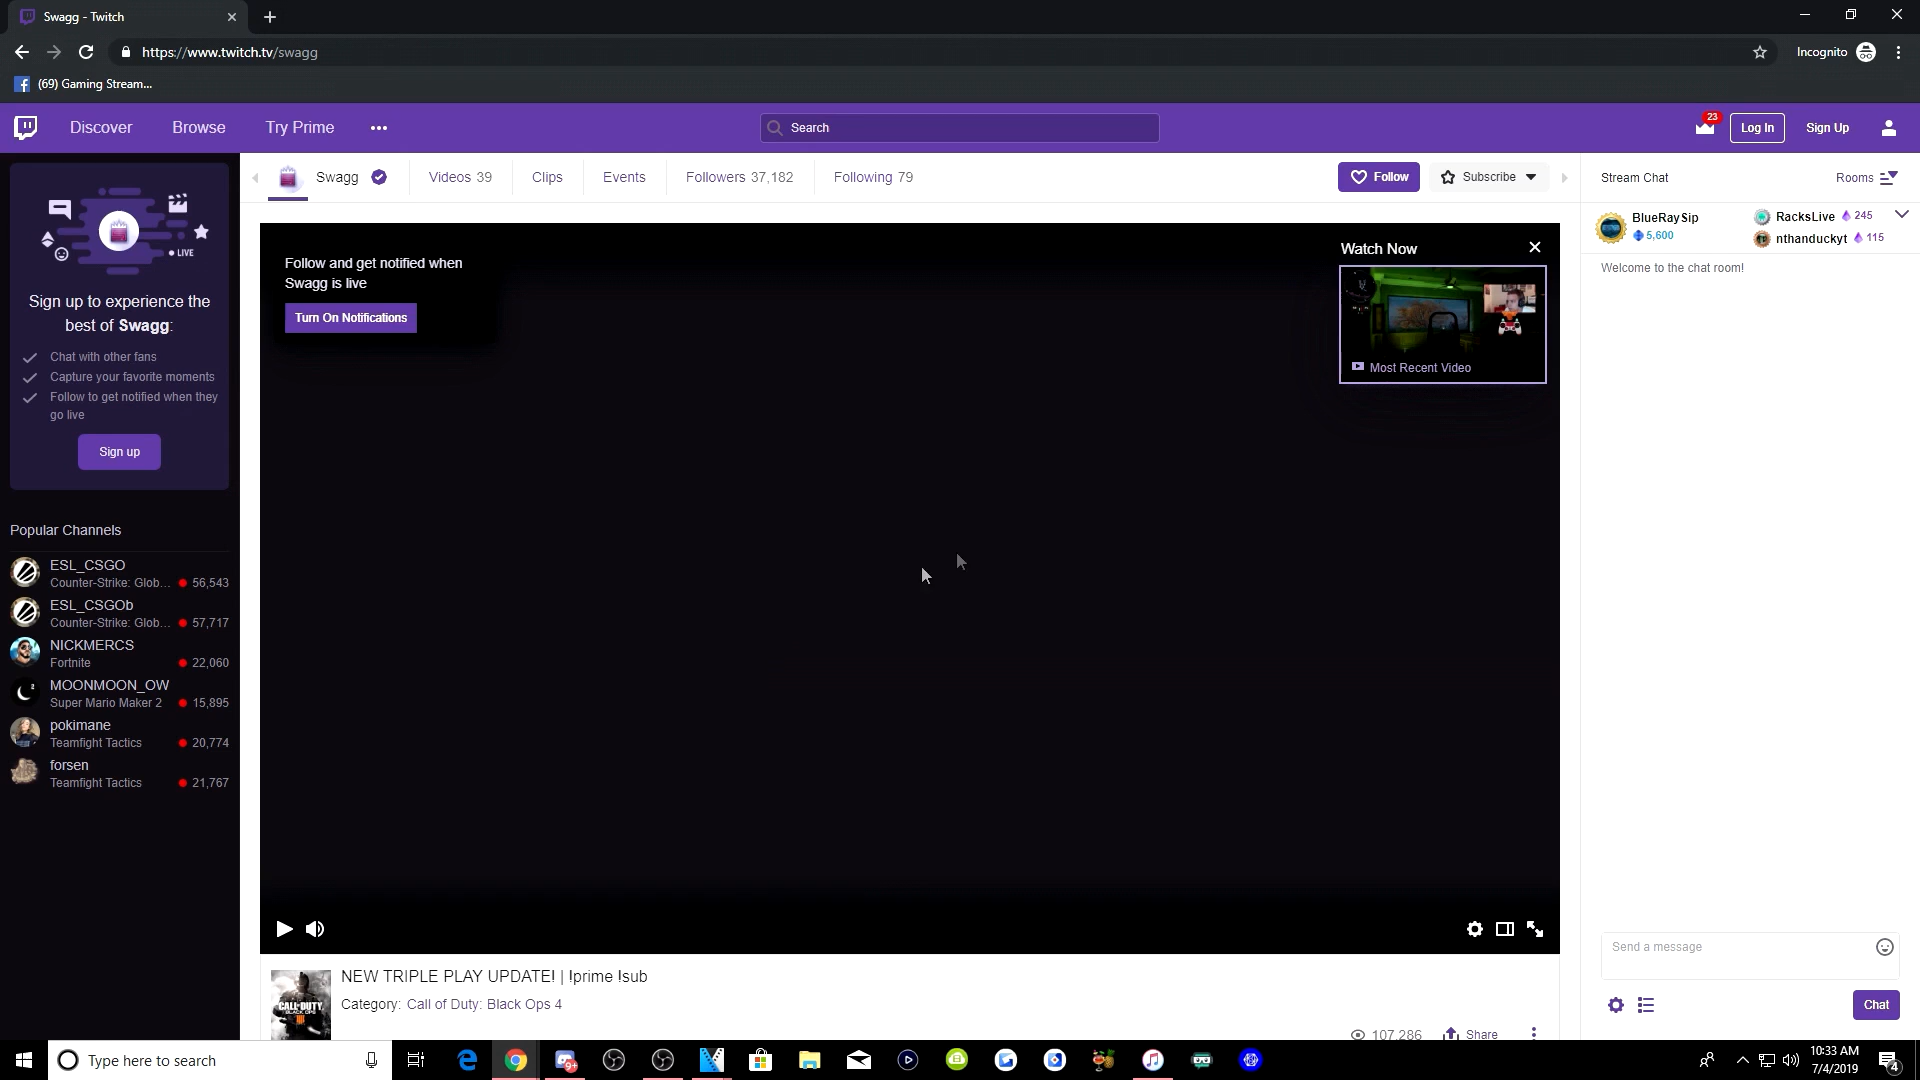 Swagg - Twitch
https://www.twitch.tv/swagg
Incognito
(69) Gaming Stream...
Discover
Browse
Try Prime
Search
23
Log In
Sign Up
Swagg
Videos 39
Clips
Events
Followers 37,182
Following 79
Follow
Subscribe
Stream Chat
Rooms
LIVE
Sign up to experience the
best of Swagg:
Chat with other fans
Capture your favorite moments
Follow to get notified when they
go live
Sign up
Popular Channels
ESL_CSGO
Counter-Strike: Glob... 56,543
ESL_CSGOb
Counter-Strike: Glob... 57,717
NICKMERCS
Fortnite 22,060
MOONMOON_OW
Super Mario Maker 2 15,895
pokimane
Teamfight Tactics 20,774
forsen
Teamfight Tactics 21,767
Follow and get notified when
Swagg is live
Turn On Notifications
Watch Now
Most Recent Video
BlueRaySip
5,600
RacksLive 245
nthanduckyt 115
Welcome to the chat room!
CALL OF DUTY
BLACK OPS
IIII
NEW TRIPLE PLAY UPDATE! | !prime !sub
Category: Call of Duty: Black Ops 4
107,286
Share
Send a message
Chat
Type here to search
9+
10:33 AM
7/4/2019
4